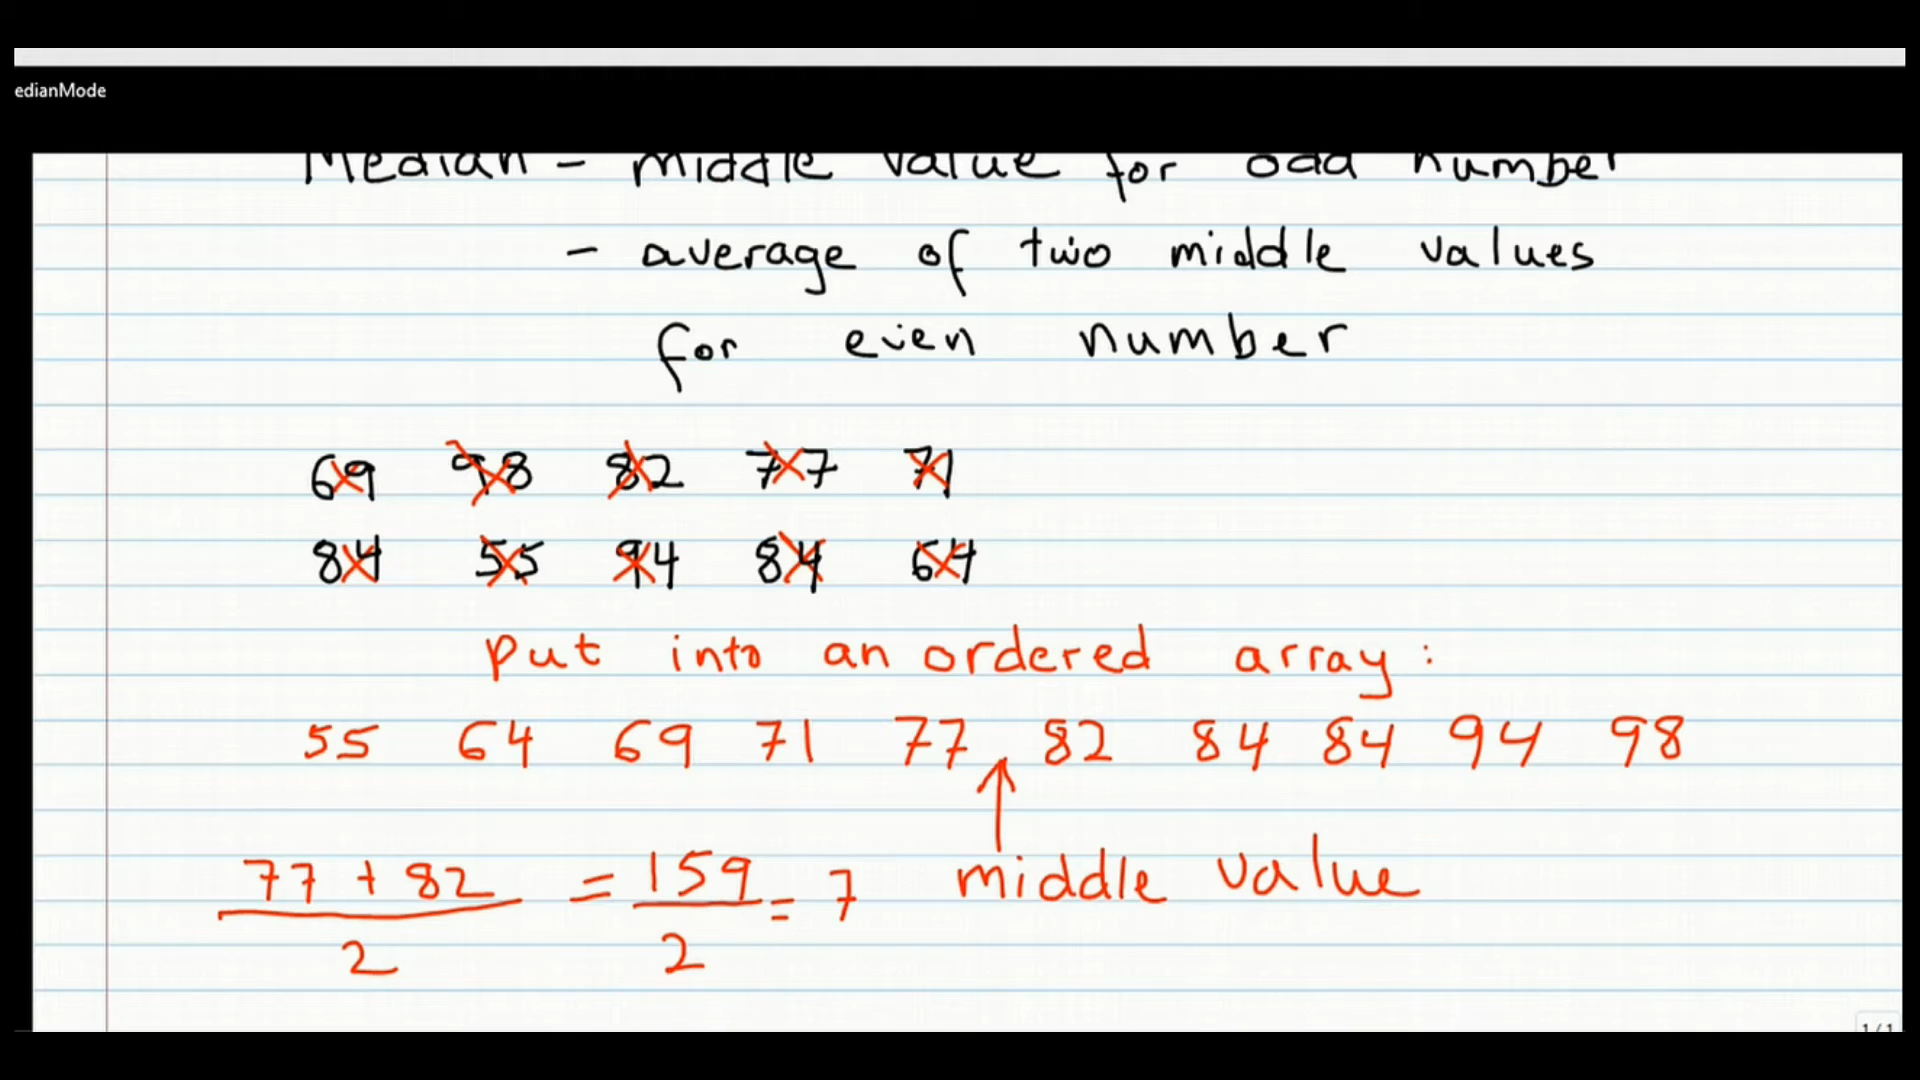 edianMode
Median - middle value for odd number
- average of two middle values
for even number
69 98 82 77 71
84 55 94 84 64
put into an ordered array:
55 64 69 71 77 82 84 84 94 98
77 + 82 = 159 = 7 middle value
2 2
1/1